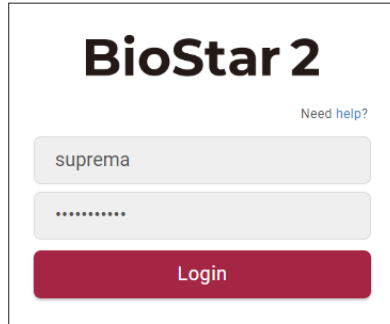 BioStar 2
Need help?
suprema
•••••••••••
Login